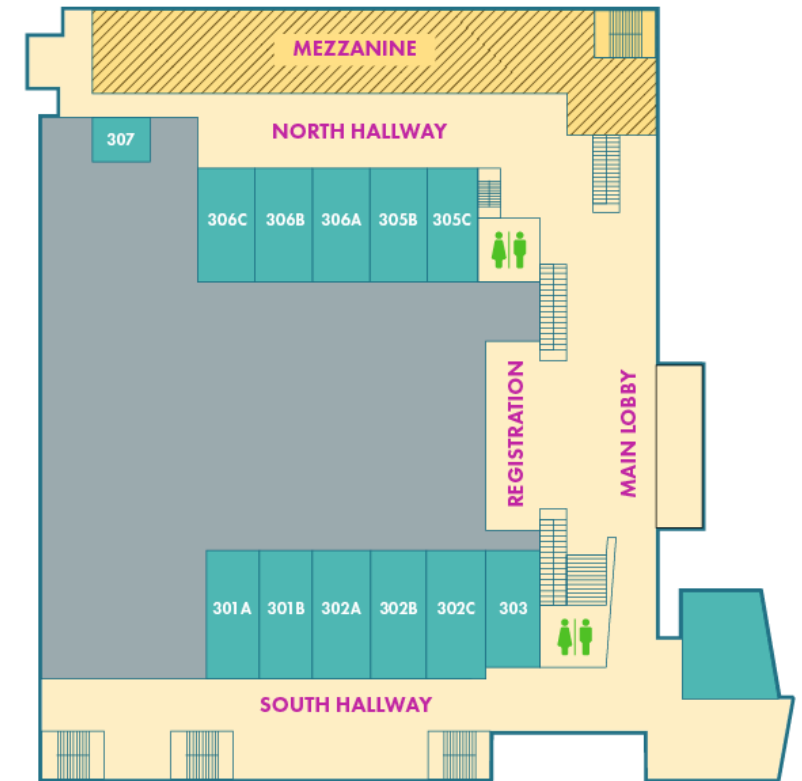 MEZZANINE
NORTH HALLWAY
307
306C 306B 306A 305B 305C
REGISTRATION
MAIN LOBBY
301A 301B 302A 302B 302C 303
SOUTH HALLWAY